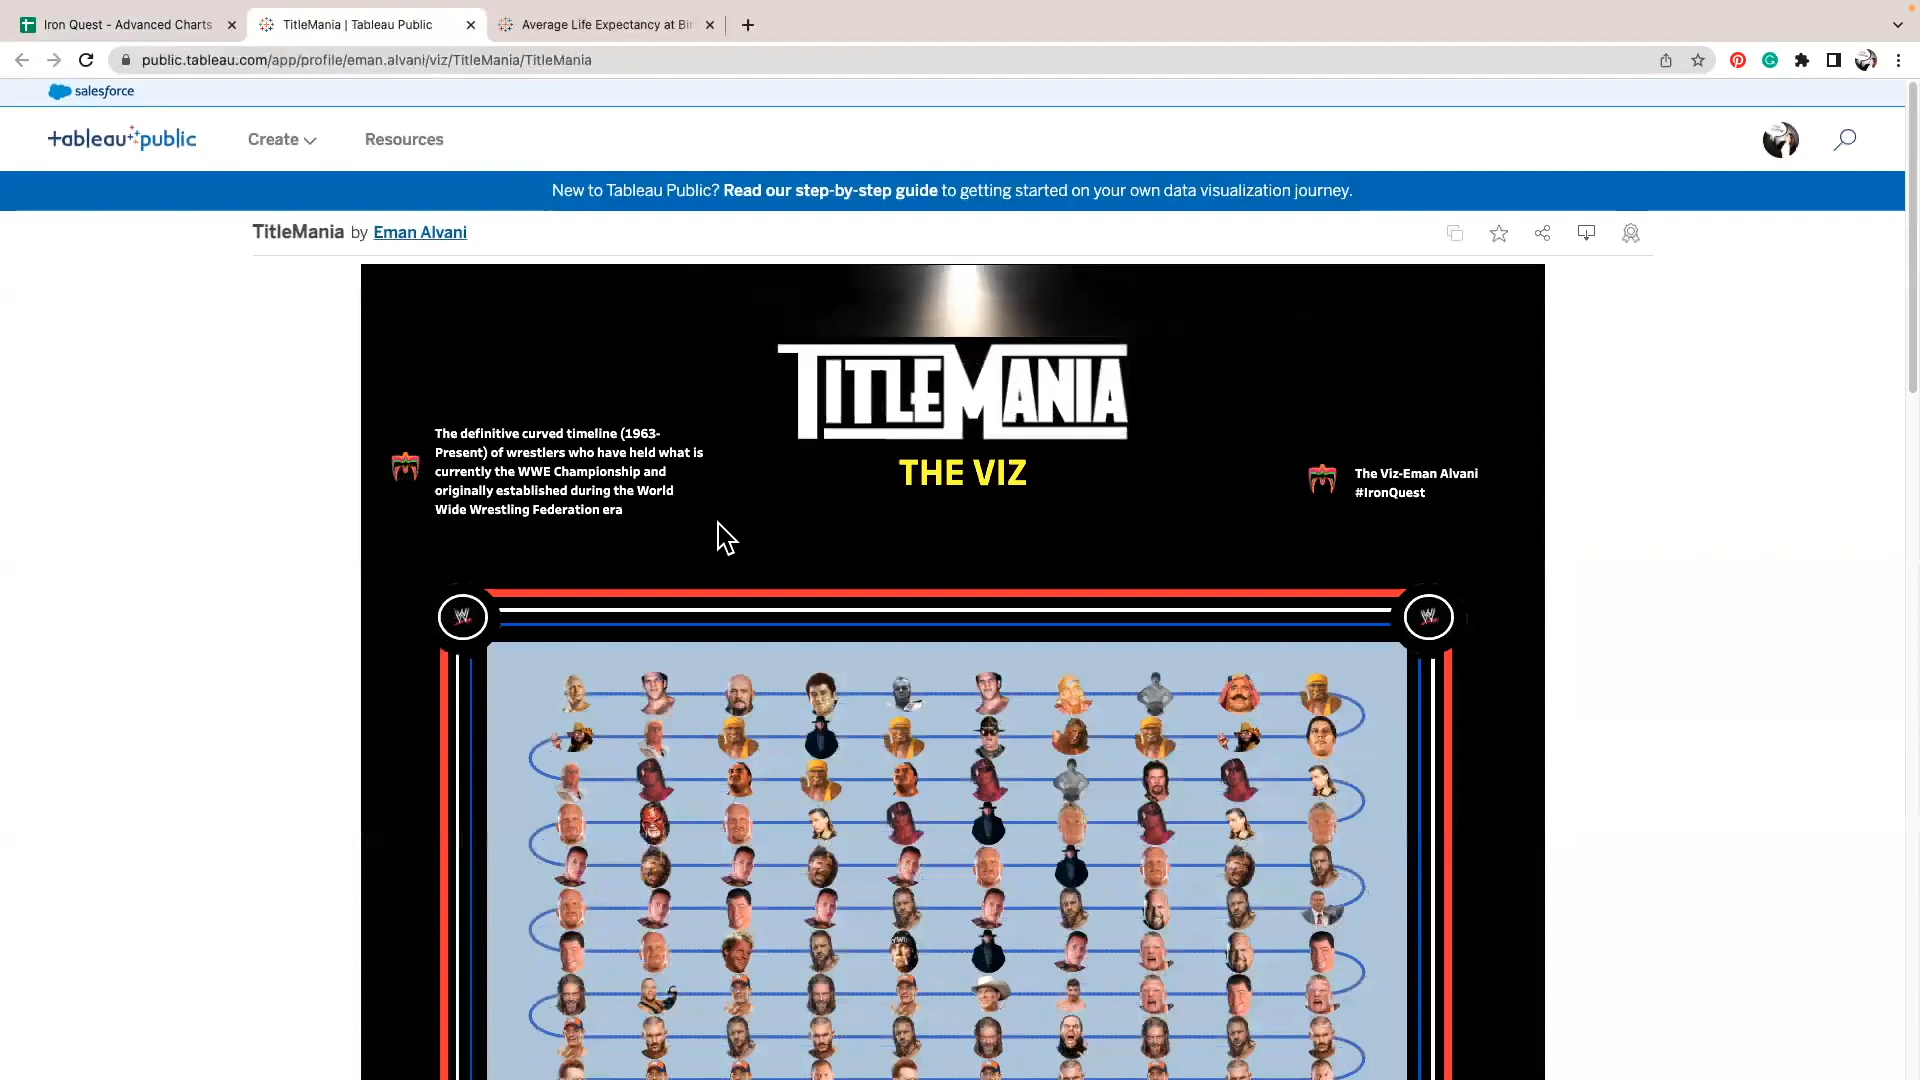 Iron Quest - Advanced Charts
TitleMania | Tableau Public
Average Life Expectancy at Bir
public.tableau.com/app/profile/eman.alvani/viz/TitleMania/TitleMania
salesforce
+ableau+public
Create
Resources
New to Tableau Public? Read our step-by-step guide to getting started on your own data visualization journey.
TitleMania by Eman Alvani
TITLEMANIA
THE VIZ
The definitive curved timeline (1963-
Present) of wrestlers who have held what is
currently the WWE Championship and
originally established during the World
Wide Wrestling Federation era
The Viz-Eman Alvani
#IronQuest